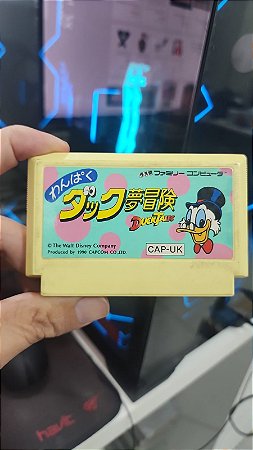 ファミリーコンピュータ
わんぱく
ダック夢冒険
DUCKTALES
© The Walt Disney Company
Produced by 1990 CAPCOM CO.,LTD.
CAP-UK
havit